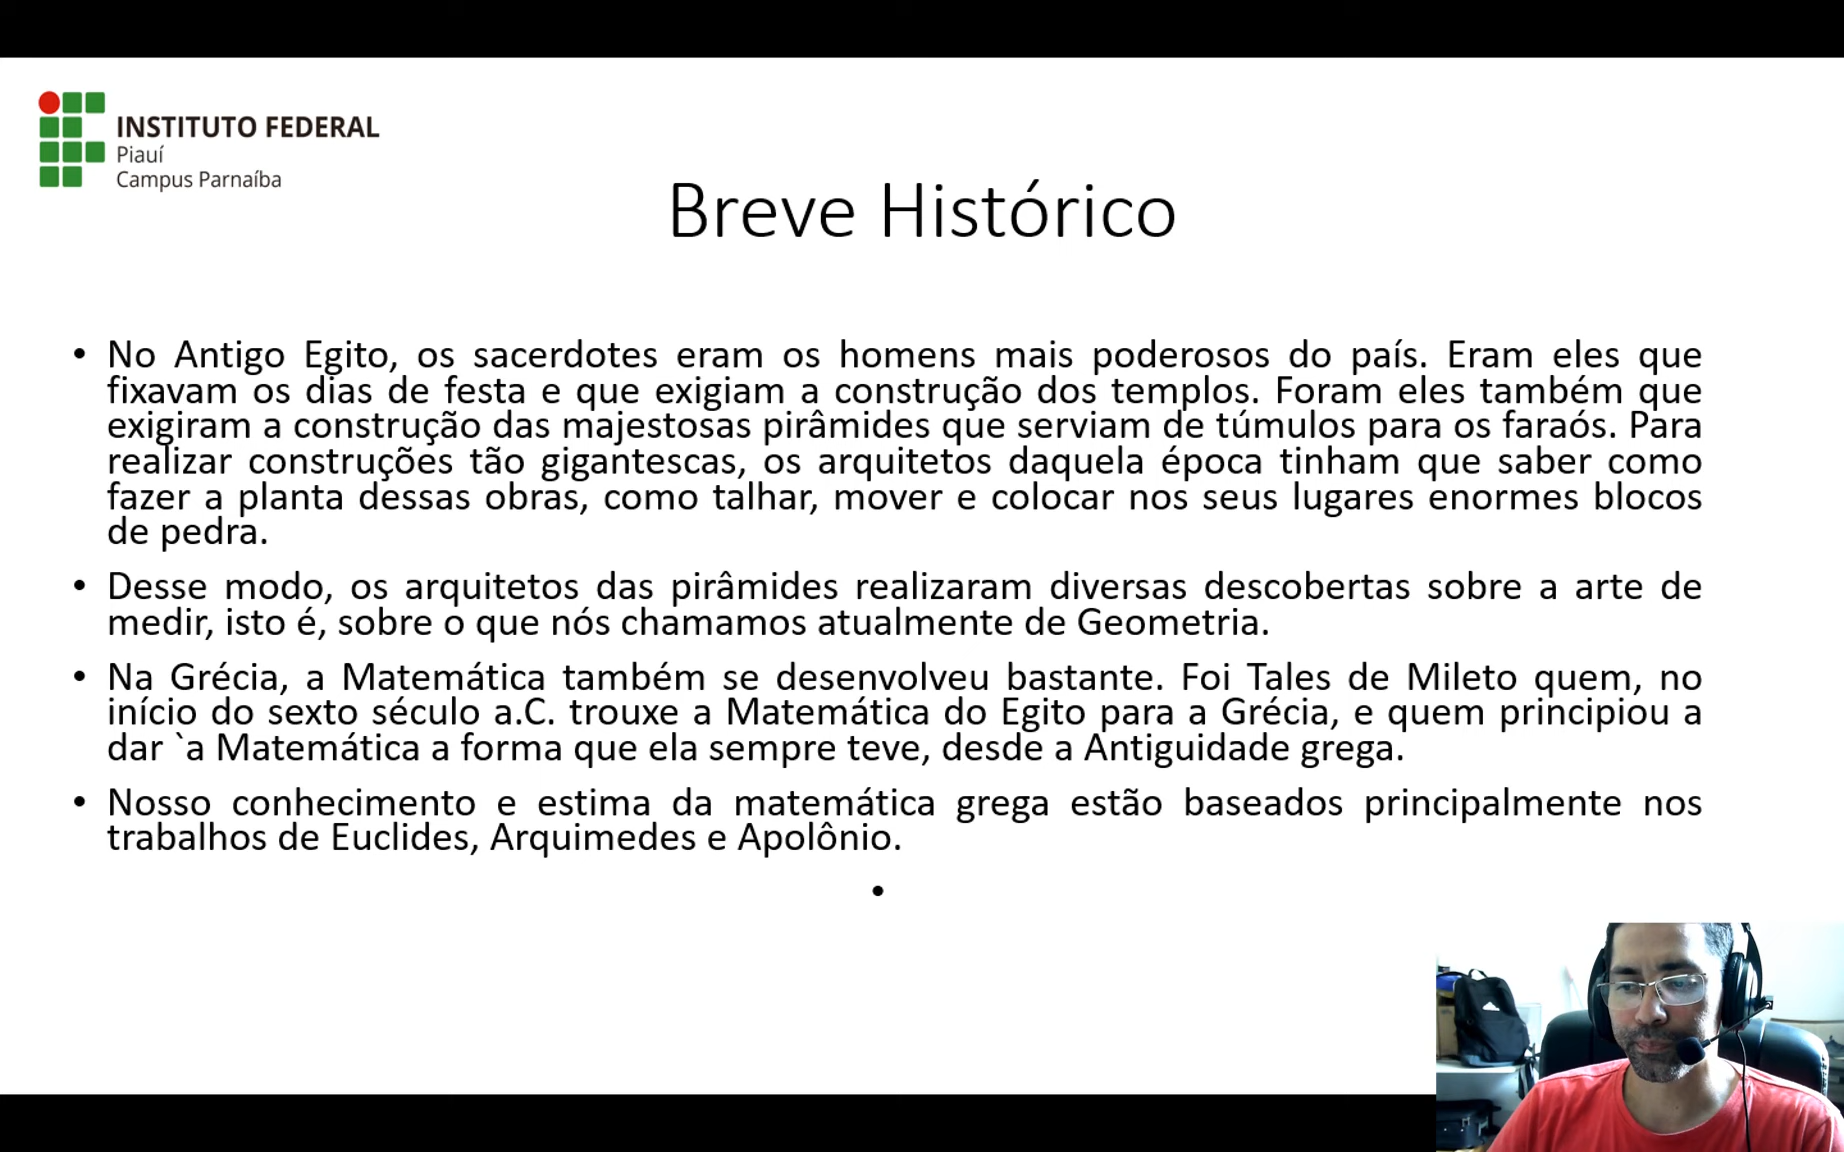 INSTITUTO FEDERAL
Piauí
Campus Parnaíba
Breve Histórico
• No Antigo Egito, os sacerdotes eram os homens mais poderosos do país. Eram eles que
fixavam os dias de festa e que exigiam a construção dos templos. Foram eles também que
exigiram a construção das majestosas pirâmides que serviam de túmulos para os faraós. Para
realizar construções tão gigantescas, os arquitetos daquela época tinham que saber como
fazer a planta dessas obras, como talhar, mover e colocar nos seus lugares enormes blocos
de pedra.
• Desse modo, os arquitetos das pirâmides realizaram diversas descobertas sobre a arte de
medir, isto é, sobre o que nós chamamos atualmente de Geometria.
• Na Grécia, a Matemática também se desenvolveu bastante. Foi Tales de Mileto quem, no
início do sexto século a.C. trouxe a Matemática do Egito para a Grécia, e quem principiou a
dar `a Matemática a forma que ela sempre teve, desde a Antiguidade grega.
• Nosso conhecimento e estima da matemática grega estão baseados principalmente nos
trabalhos de Euclides, Arquimedes e Apolônio.
•